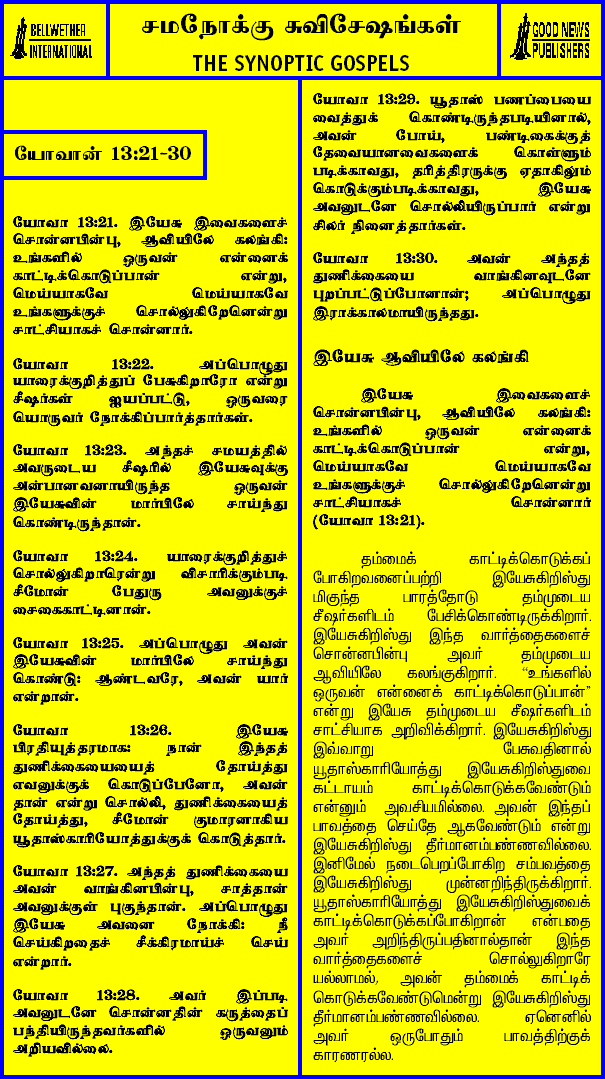 BELLWETHER
INTERNATIONAL
சமநோக்கு சுவிசேஷங்கள்
THE SYNOPTIC GOSPELS
GOOD NEWS
PUBLISHERS
யோவான் 13:21-30
யோவா 13:21. இயேசு இவைகளைச்
சொன்னபின்பு, ஆவியிலே கலங்கி:
உங்களில் ஒருவன் என்னைக்
காட்டிக்கொடுப்பான் என்று,
மெய்யாகவே மெய்யாகவே
உங்களுக்குச் சொல்லுகிறேனென்று
சாட்சியாகச் சொன்னார்.
யோவா 13:22. அப்பொழுது
யாரைக்குறித்துப் பேசுகிறாரோ என்று
சீஷர்கள் ஐயப்பட்டு, ஒருவரை
யொருவர் நோக்கிப்பார்த்தார்கள்.
யோவா 13:23. அந்தச் சமயத்தில்
அவருடைய சீஷரில் இயேசுவுக்கு
அன்பானவனாயிருந்த ஒருவன்
இயேசுவின் மார்பிலே சாய்ந்து
கொண்டிருந்தான்.
யோவா 13:24. யாரைக்குறித்துச்
சொல்லுகிறாரென்று விசாரிக்கும்படி
சீமோன் பேதுரு அவனுக்குச்
சைகைகாட்டினான்.
யோவா 13:25. அப்பொழுது அவன்
இயேசுவின் மார்பிலே சாய்ந்து
கொண்டு: ஆண்டவரே, அவன் யார்
என்றான்.
யோவா 13:26. இயேசு
பிரதியுத்தரமாக: நான் இந்தத்
துணிக்கையையைத் தோய்த்து
எவனுக்குக் கொடுப்பேனோ, அவன்
தான் என்று சொல்லி, துணிக்கையைத்
தோய்த்து, சீமோன் குமாரனாகிய
யூதாஸ்காரியோத்துக்குக் கொடுத்தார்.
யோவா 13:27. அந்தத் துணிக்கையை
அவன் வாங்கினபின்பு, சாத்தான்
அவனுக்குள் புகுந்தான். அப்பொழுது
இயேசு அவனை நோக்கி: நீ
செய்கிறதைச் சீக்கிரமாய்ச் செய்
என்றார்.
யோவா 13:28. அவர் இப்படி
அவனுடனே சொன்னதின் கருத்தைப்
பந்தியிருந்தவர்களில் ஒருவனும்
அறியவில்லை.
யோவா 13:29. யூதாஸ் பணப்பையை
வைத்துக் கொண்டிருந்தபடியினால்,
அவன் போய், பண்டிகைக்குத்
தேவையானவைகளைக் கொள்ளும்
படிக்காவது, தரித்திரருக்கு ஏதாகிலும்
கொடுக்கும்படிக்காவது, இயேசு
அவனுடனே சொல்லியிருப்பார் என்று
சிலர் நினைத்தார்கள்.
யோவா 13:30. அவன் அந்தத்
துணிக்கையை வாங்கினவுடனே
புறப்பட்டுப்போனான்; அப்பொழுது
இராக்காலமாயிருந்தது.
இயேசு ஆவியிலே கலங்கி
இயேசு இவைகளைச்
சொன்னபின்பு, ஆவியிலே கலங்கி:
உங்களில் ஒருவன் என்னைக்
காட்டிக்கொடுப்பான் என்று,
மெய்யாகவே மெய்யாகவே
உங்களுக்குச் சொல்லுகிறேனென்று
சாட்சியாகச் சொன்னார்
(யோவா 13:21).
தம்மைக் காட்டிக்கொடுக்கப்
போகிறவனைப்பற்றி இயேசுகிறிஸ்து
மிகுந்த பாரத்தோடு தம்முடைய
சீஷர்களிடம் பேசிக்கொண்டிருக்கிறார்.
இயேசுகிறிஸ்து இந்த வார்த்தைகளைச்
சொன்னபின்பு அவர் தம்முடைய
ஆவியிலே கலங்குகிறார். “உங்களில்
ஒருவன் என்னைக் காட்டிக்கொடுப்பான்”
என்று இயேசு தம்முடைய சீஷர்களிடம்
சாட்சியாக அறிவிக்கிறார். இயேசுகிறிஸ்து
இவ்வாறு பேசுவதினால்
யூதாஸ்காரியோத்து இயேசுகிறிஸ்துவை
கட்டாயம் காட்டிக்கொடுக்கவேண்டும்
என்னும் அவசியமில்லை. அவன் இந்தப்
பாவத்தை செய்தே ஆகவேண்டும் என்று
இயேசுகிறிஸ்து தீர்மானம்பண்ணவில்லை.
இனிமேல் நடைபெறப்போகிற சம்பவத்தை
இயேசுகிறிஸ்து முன்னறிந்திருக்கிறார்.
யூதாஸ்காரியோத்து இயேசுகிறிஸ்துவைக்
காட்டிக்கொடுக்கப்போகிறான் என்பதை
அவர் அறிந்திருப்பதினால்தான் இந்த
வார்த்தைகளைச் சொல்லுகிறாரே
யல்லாமல், அவன் தம்மைக் காட்டிக்
கொடுக்கவேண்டுமென்று இயேசுகிறிஸ்து
தீர்மானம்பண்ணவில்லை. ஏனெனில்
அவர் ஒருபோதும் பாவத்திற்குக்
காரணரல்ல.